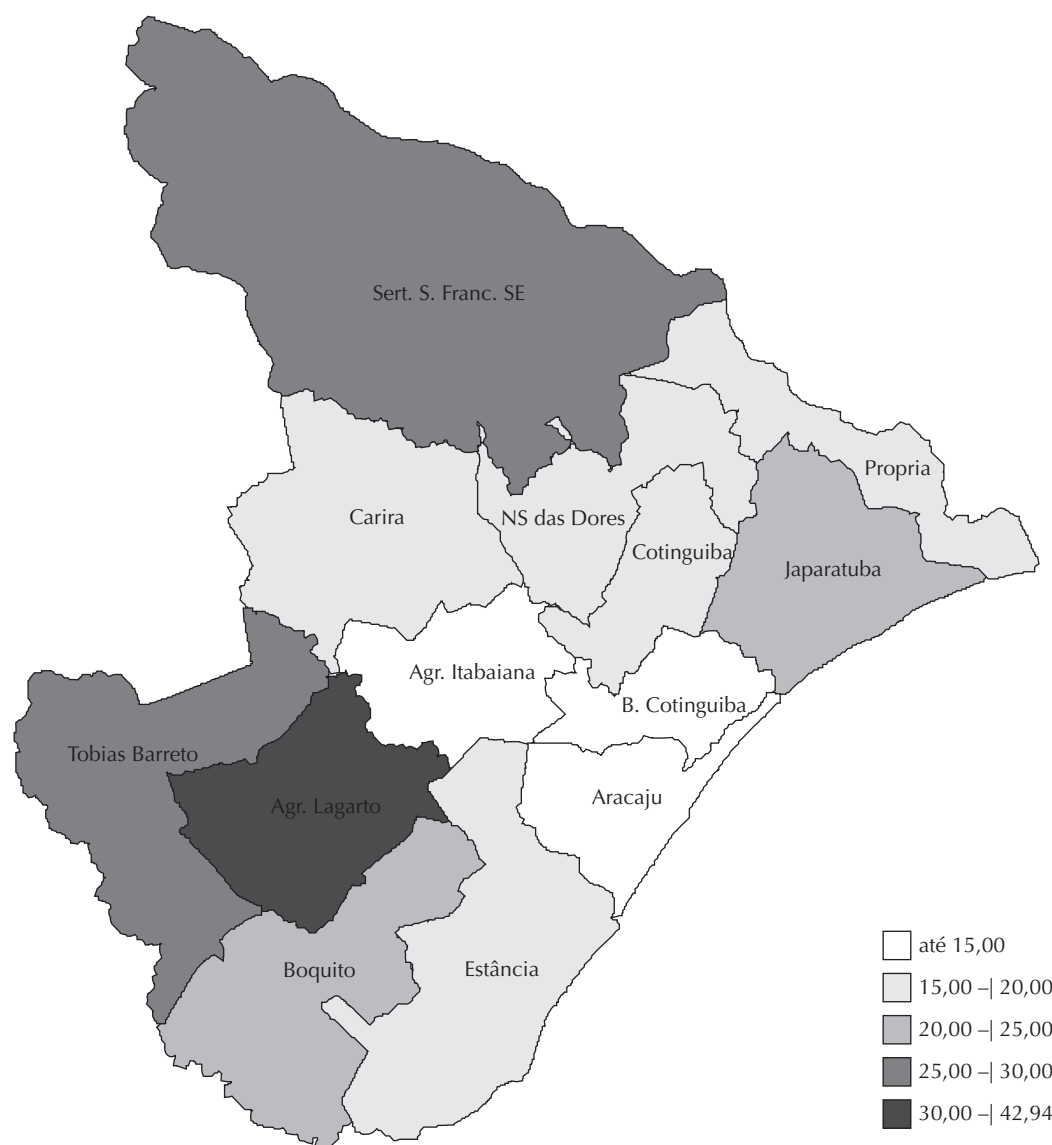 Sert. S. Franc. SE
Propria
Carira
NS das Dores
Cotinguiba
Japaratuba
Agr. Itabaiana
B. Cotinguiba
Tobias Barreto
Agr. Lagarto
Aracaju
Boquito
Estância
até 15,00
15,00 –| 20,00
20,00 –| 25,00
25,00 –| 30,00
30,00 –| 42,94